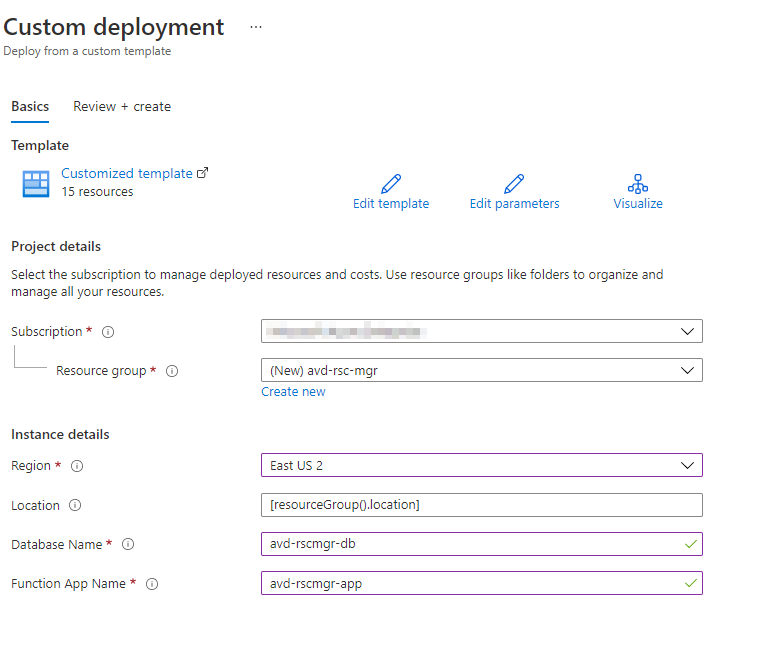 Custom deployment ...
Deploy from a custom template
Basics Review + create
Template
Customized template
15 resources
Edit template Edit parameters Visualize
Project details
Select the subscription to manage deployed resources and costs. Use resource groups like folders to organize and
manage all your resources.
Subscription *
Resource group * (New) avd-rsc-mgr
Create new
Instance details
Region * East US 2
Location [resourceGroup().location]
Database Name * avd-rscmgr-db
Function App Name * avd-rscmgr-app